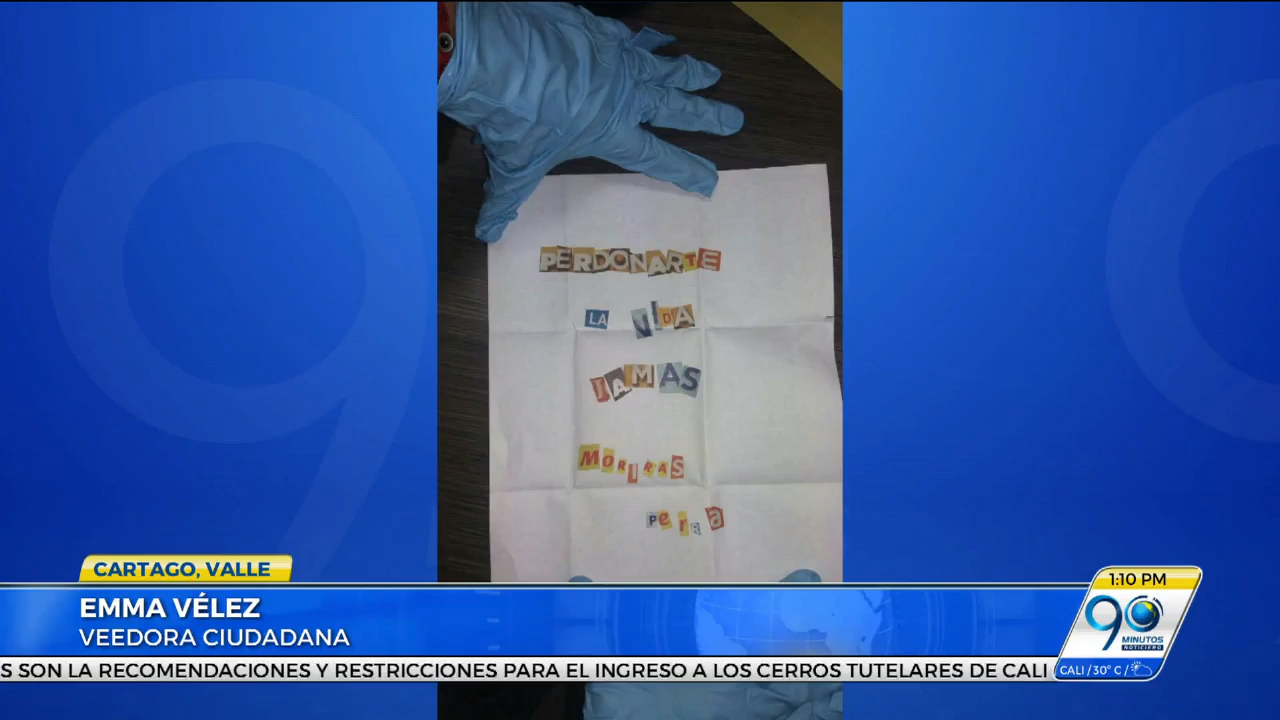 PERDONARTE
LA VIDA
JAMAS
MORIRAS
PerRa
CARTAGO, VALLE
EMMA VÉLEZ
VEEDORA CIUDADANA
1:10 PM
90
MINUTOS
NOTICIERO
CALI / 30° C /
S SON LA RECOMENDACIONES Y RESTRICCIONES PARA EL INGRESO A LOS CERROS TUTELARES DE CALI